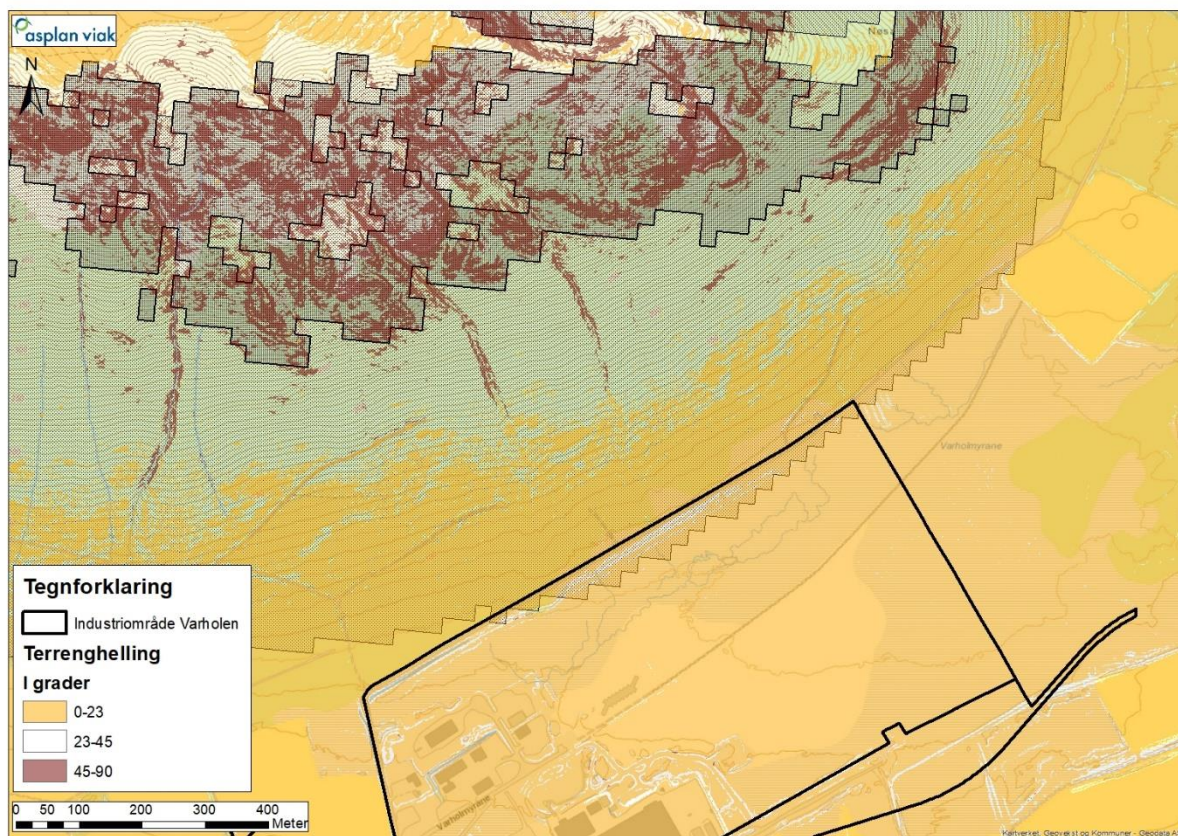 asplan viak
N
Varholmyrane
Tegnforklaring
Industriområde Varholen
Terrenghelling
I grader
0-23
23-45
45-90
0 50 100 200 300 400
Meter
Varholmyrane
Kartverket, Geovekst og Kommuner - Geodata A